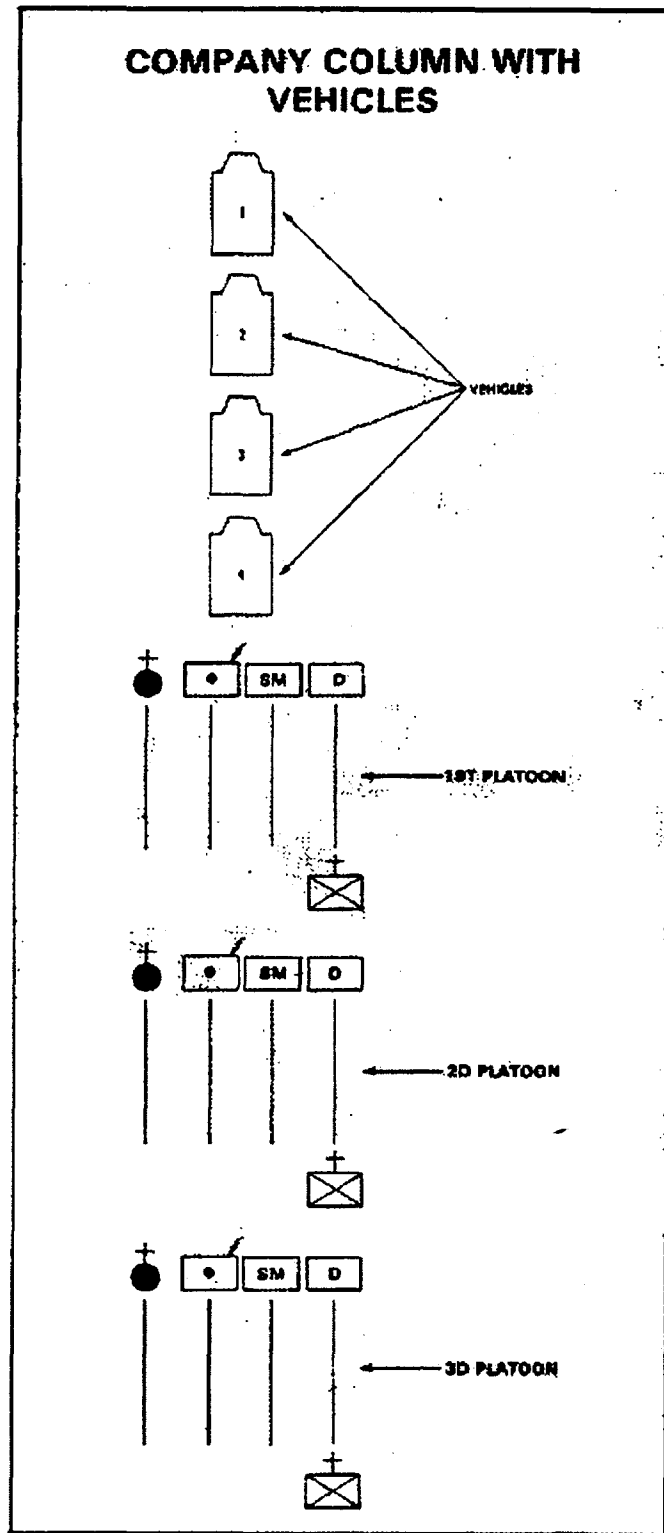 COMPANY COLUMN WITH
VEHICLES
1
2
VEHICLES
3
4
SM D
1ST PLATOON
SM D
2D PLATOON
SM D
3D PLATOON